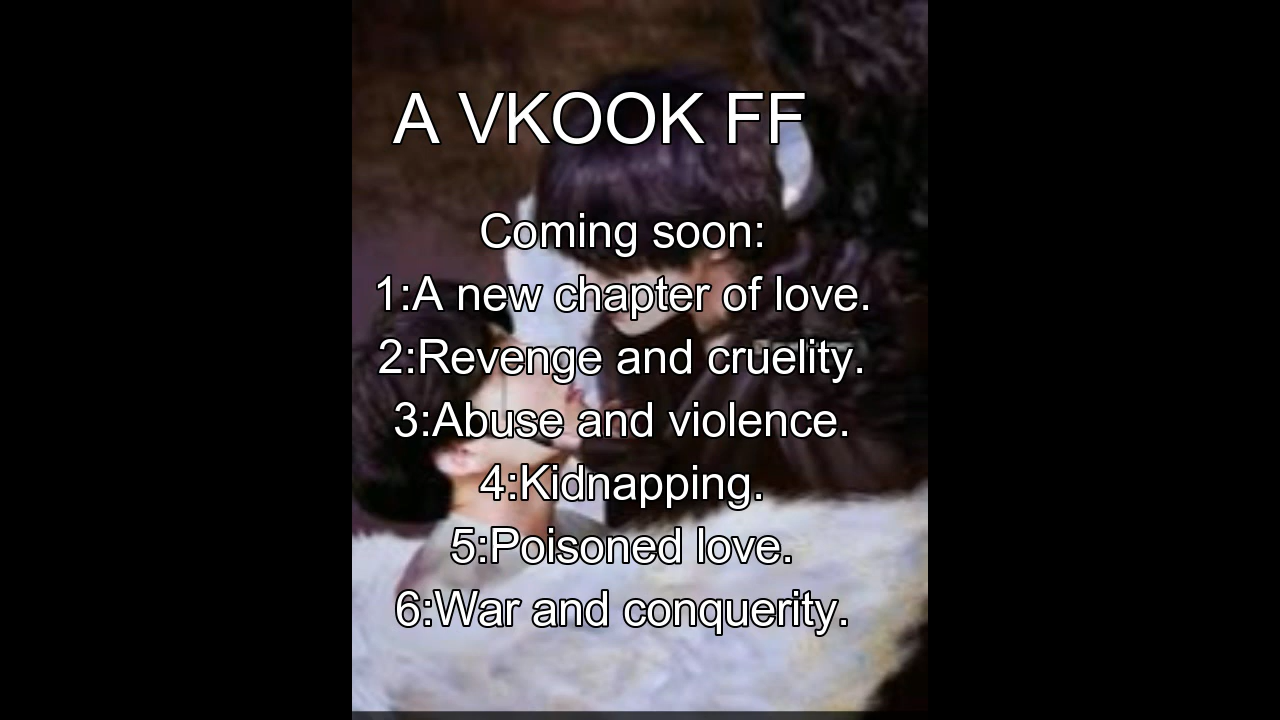 A VKOOK FF
Coming soon:
1:A new chapter of love.
2:Revenge and cruelity.
3:Abuse and violence.
4:Kidnapping.
5:Poisoned love.
6:War and conquerity.